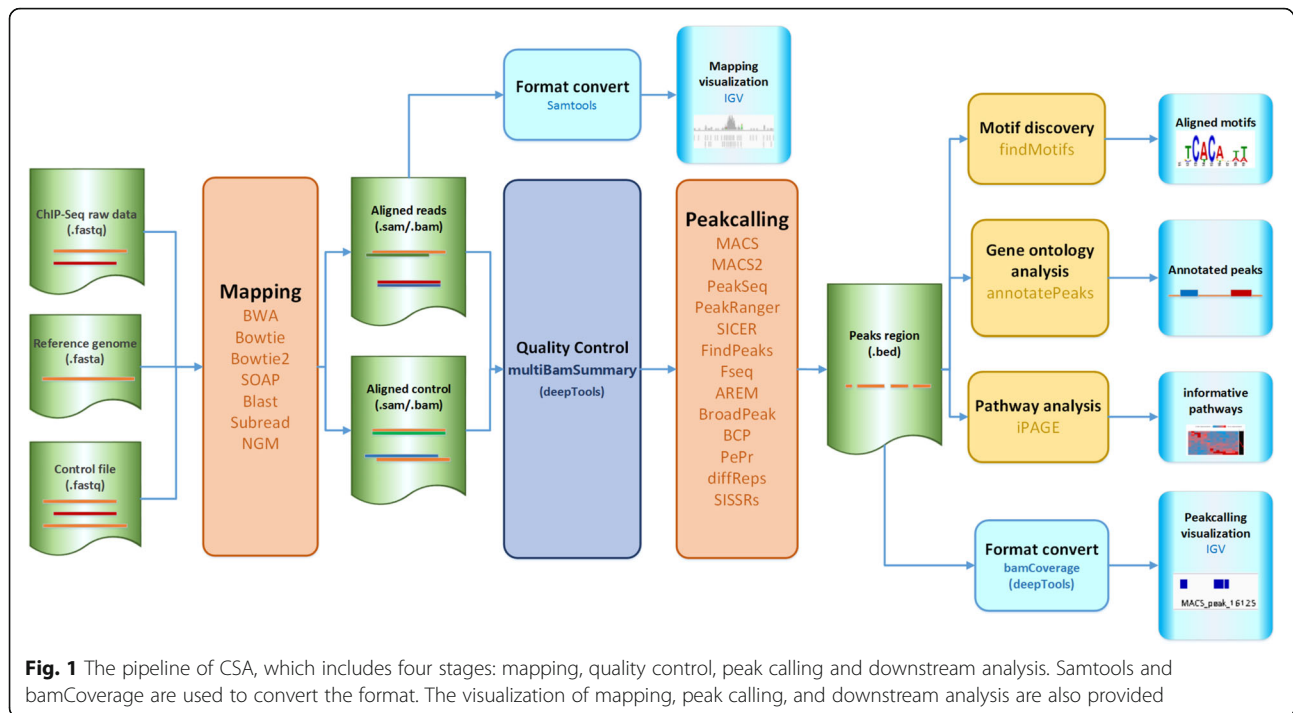 ChIP-Seq raw data
(.fastq)
Reference genome
(.fasta)
Control file
(.fastq)
Mapping
BWA
Bowtie
Bowtie2
SOAP
Blast
Subread
NGM
Aligned reads
(.sam/.bam)
Aligned control
(.sam/.bam)
Format convert
Samtools
Mapping
visualization
IGV
Quality Control
multiBamSummary
(deepTools)
Peakcalling
MACS
MACS2
PeakSeq
PeakRanger
SICER
FindPeaks
Fseq
AREM
BroadPeak
BCP
PePr
diffReps
SISSRs
Peaks region
(.bed)
Motif discovery
findMotifs
Aligned motifs
TCACA TT
Gene ontology
analysis
annotatePeaks
Annotated peaks
Pathway analysis
iPAGE
informative
pathways
Format convert
bamCoverage
(deepTools)
Peakcalling
visualization
IGV
MACS_peak_16125
Fig. 1 The pipeline of CSA, which includes four stages: mapping, quality control, peak calling and downstream analysis. Samtools and
bamCoverage are used to convert the format. The visualization of mapping, peak calling, and downstream analysis are also provided